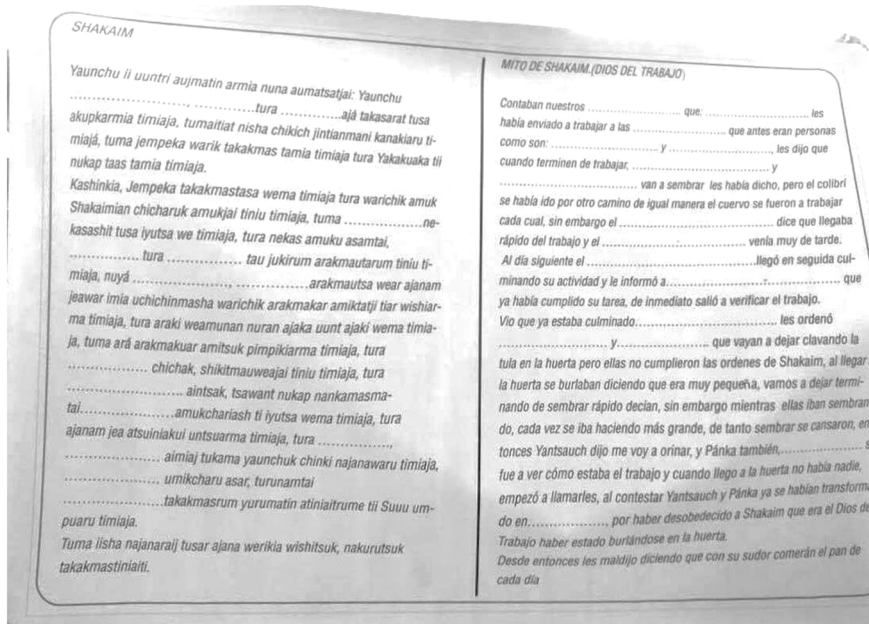 SHAKAIM
Yaunchu ii uuntri aujmatin armia nuna aumatsatjai: Yaunchu
............................, ..............tura ..............ajá takasarat tusa
akupkarmia timiaja, tumaitiat nisha chikich jintianmani kanakiaru ti-
miajá, tuma jempeka warik takakmas tamia timiaja tura Yakakuaka tii
nukap taas tamia timiaja.
Kashinkia, Jempeka takakmastasa wema timiaja tura warichik amuk
Shakaimian chicharuk amukjai tiniu timiaja, tuma ...................ne-
kasashit tusa iyutsa we timiaja, tura nekas amuku asamtai,
................. tura .................. tau jukirum arakmautarum tiniu ti-
miaja, nuyá ......................., ..................arakmautsa wear ajanam
jeawar imia uchichinmasha warichik arakmakar amiktatji tiar wishiar-
ma timiaja, tura araki weamunan nuran ajaka uunt ajaki wema timia-
ja, tuma ará arakmakuar amitsuk pimpikiarma timiaja, tura
................... chichak, shikitmauweajai tiniu timiaja, tura
........................... aintsak, tsawant nukap nankamasma-
tai......................amukchariash ti iyutsa wema timiaja, tura
ajanam jea atsuiniakui untsuarma timiaja, tura ..................,
...................... aimiaj tukama yaunchuk chinki najanawaru timiaja,
...................... umikcharu asar, turunamtai
.......................takakmasrum yurumatin atiniaitrume tii Suuu um-
puaru timiaja.
Tuma iisha najanaraij tusar ajana werikia wishitsuk, nakurutsuk
takakmastiniaiti.
MITO DE SHAKAIM.(DIOS DEL TRABAJO)
Contaban nuestros ........................ que: ............................ les
había enviado a trabajar a las ........................ que antes eran personas
como son: ............................ y ............................, les dijo que
cuando terminen de trabajar, .................................... y
.................................... van a sembrar les había dicho, pero el colibrí
se había ido por otro camino de igual manera el cuervo se fueron a trabajar
cada cual, sin embargo el ........................................ dice que llegaba
rápido del trabajo y el ..................................... venía muy de tarde.
Al día siguiente el ............................................llegó en seguida cul-
minando su actividad y le informó a............................................. que
ya había cumplido su tarea, de inmediato salió a verificar el trabajo.
Vio que ya estaba culminado...................................... les ordenó
............................. y........................ que vayan a dejar clavando la
tula en la huerta pero ellas no cumplieron las ordenes de Shakaim, al llegar
la huerta se burlaban diciendo que era muy pequeña, vamos a dejar termi-
nando de sembrar rápido decían, sin embargo mientras ellas iban sembran
do, cada vez se iba haciendo más grande, de tanto sembrar se cansaron, en
tonces Yantsauch dijo me voy a orinar, y Pánka también,.....................
fue a ver cómo estaba el trabajo y cuando llego a la huerta no había nadie,
empezó a llamarles, al contestar Yantsauch y Pánka ya se habían transforma
do en....................., por haber desobedecido a Shakaim que era el Dios de
Trabajo haber estado burlándose en la huerta.
Desde entonces les maldijo diciendo que con su sudor comerán el pan de
cada día